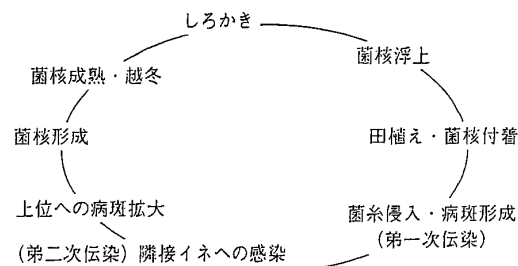 しろかき
菌核浮上
菌核成熟・越冬
菌核形成
田植え・菌核付着
上位への病斑拡大
菌糸侵入・病斑形成
(第一次伝染)
(第二次伝染) 隣接イネへの感染